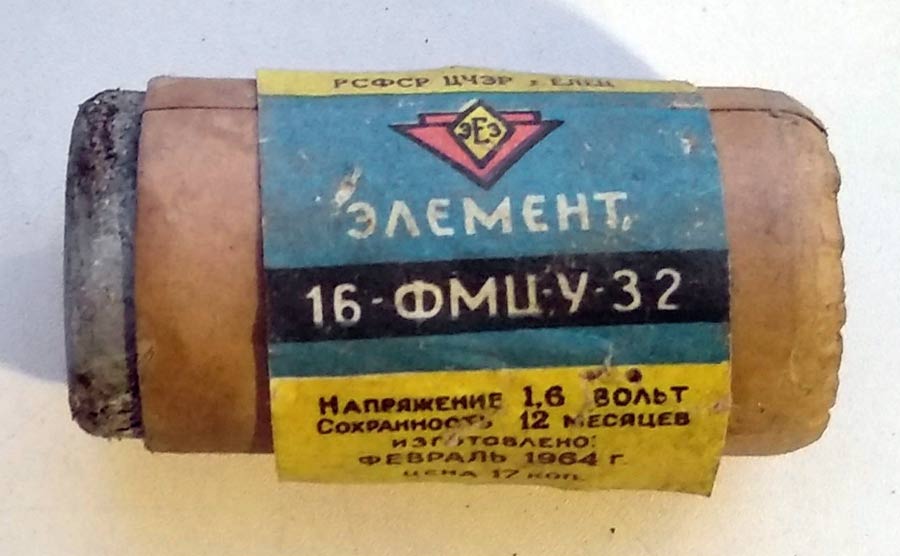 РСФСР ЦЧЭР г. ЕЛЕЦ
ЭЕЗ
ЭЛЕМЕНТ
16-ФМЦ-У-3.2
НАПРЯЖЕНИЕ 1,6 ВОЛЬТ
СОХРАННОСТЬ 12 МЕСЯЦЕВ
ИЗГОТОВЛЕНО:
ФЕВРАЛЬ 1964 г.
ЦЕНА 17 КОП.